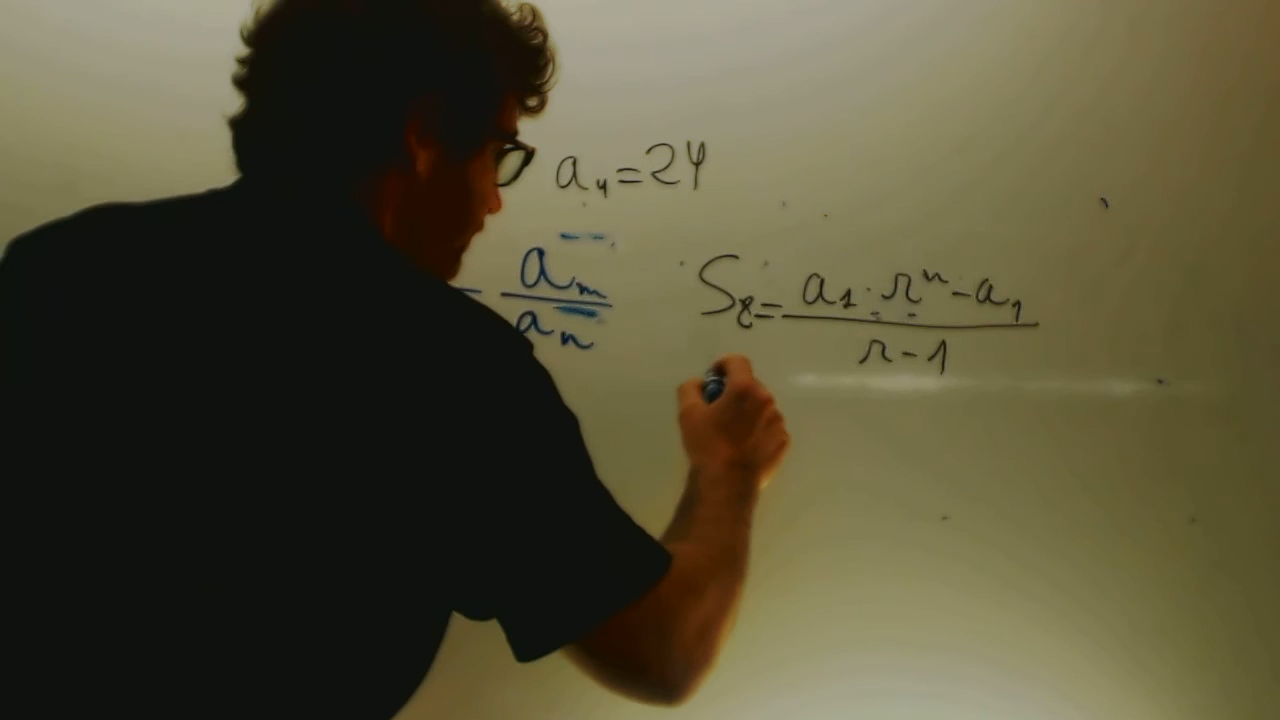 a₄ = 24
— aₘ / aₙ
S₈ = (a₁ · rⁿ - a₁) / (r - 1)